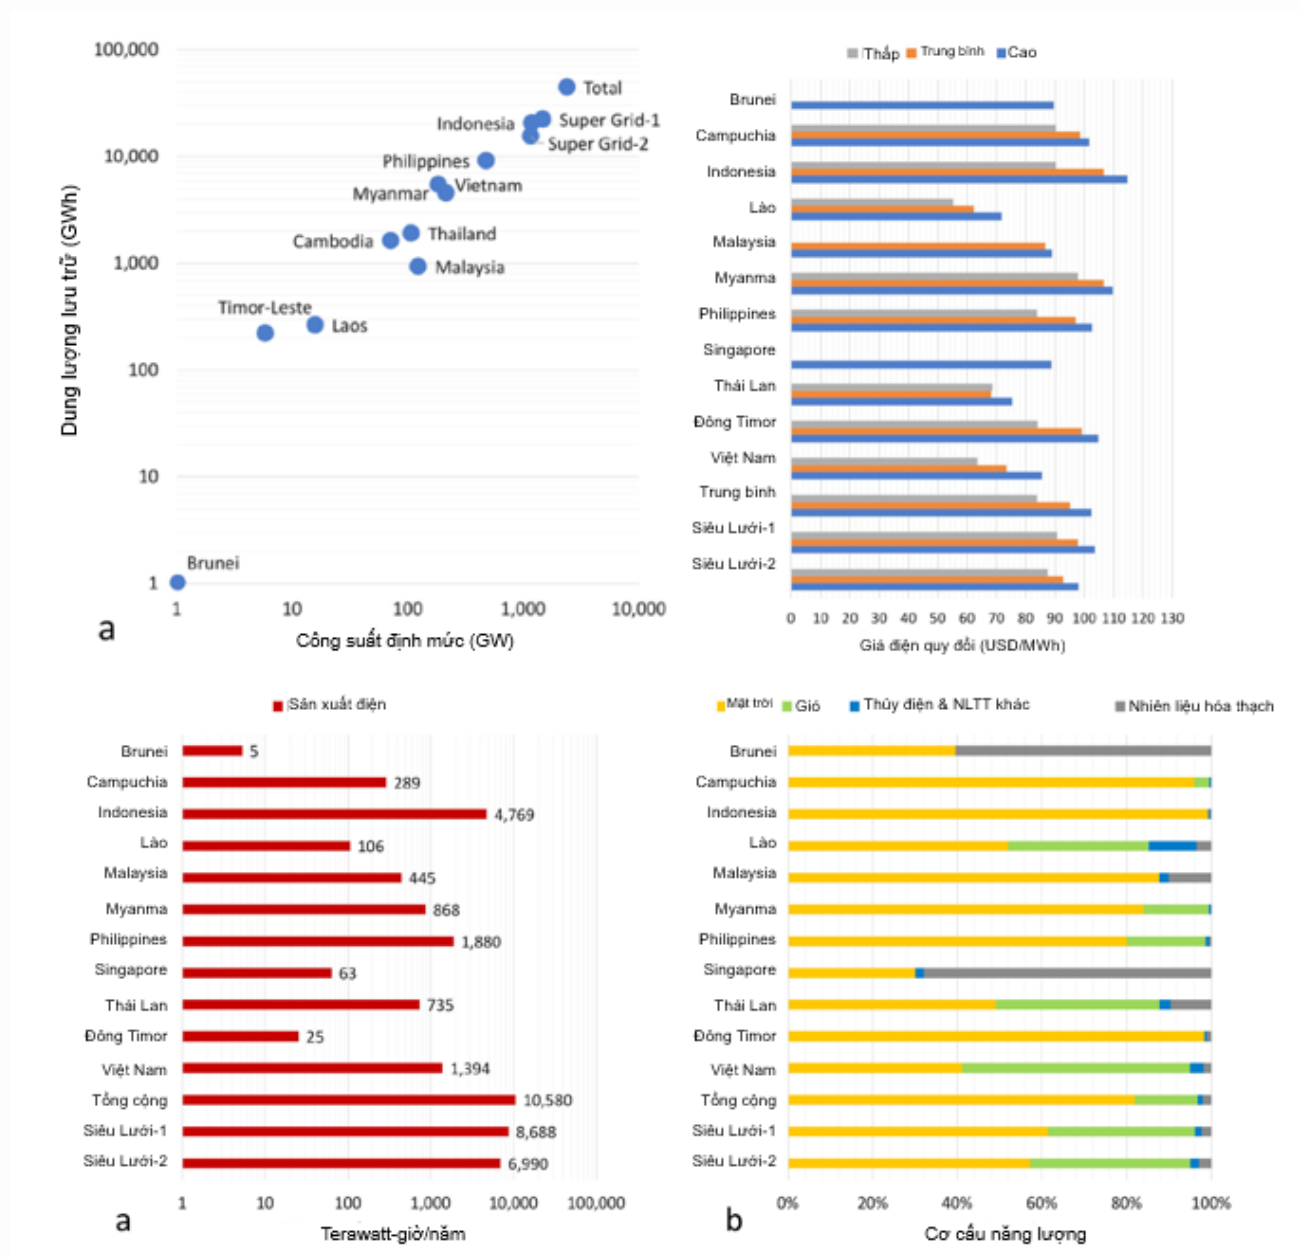 100,000
10,000
1,000
100
10
1
Dung lượng lưu trữ (GWh)
Total
Indonesia
Super Grid-1
Super Grid-2
Philippines
Vietnam
Myanmar
Thailand
Cambodia
Malaysia
Timor-Leste
Laos
Brunei
1 10 100 1,000 10,000
Công suất định mức (GW)
a
Thấp Trung bình Cao
Brunei
Campuchia
Indonesia
Lào
Malaysia
Myanma
Philippines
Singapore
Thái Lan
Đông Timor
Việt Nam
Trung bình
Siêu Lưới-1
Siêu Lưới-2
0 10 20 30 40 50 60 70 80 90 100 110 120 130
Giá điện quy đổi (USD/MWh)
Sản xuất điện
Brunei 5
Campuchia 289
Indonesia 4,769
Lào 106
Malaysia 445
Myanma 868
Philippines 1,880
Singapore 63
Thái Lan 735
Đông Timor 25
Việt Nam 1,394
Tổng cộng 10,580
Siêu Lưới-1 8,688
Siêu Lưới-2 6,990
1 10 100 1,000 10,000 100,000
a
Terawatt-giờ/năm
Mặt trời Gió Thủy điện & NLTT khác Nhiên liệu hóa thạch
Brunei
Campuchia
Indonesia
Lào
Malaysia
Myanma
Philippines
Singapore
Thái Lan
Đông Timor
Việt Nam
Tổng cộng
Siêu Lưới-1
Siêu Lưới-2
0% 20% 40% 60% 80% 100%
b
Cơ cấu năng lượng